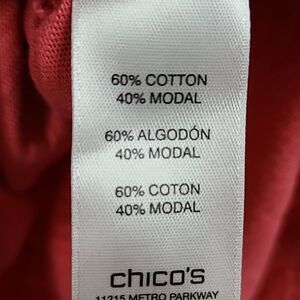 60% COTTON
40% MODAL
60% ALGODÓN
40% MODAL
60% COTON
40% MODAL
chico's
11215 METRO PARKWAY